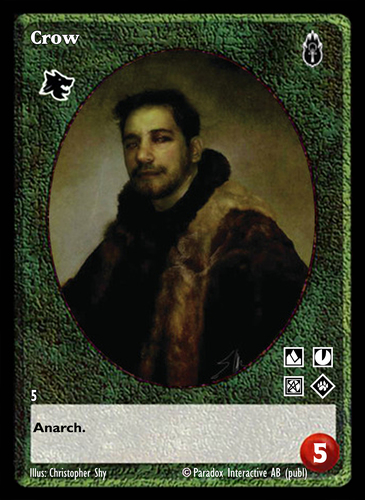 Crow
5
Anarch.
5
Illus: Christopher Shy
© Paradox Interactive AB (publ)